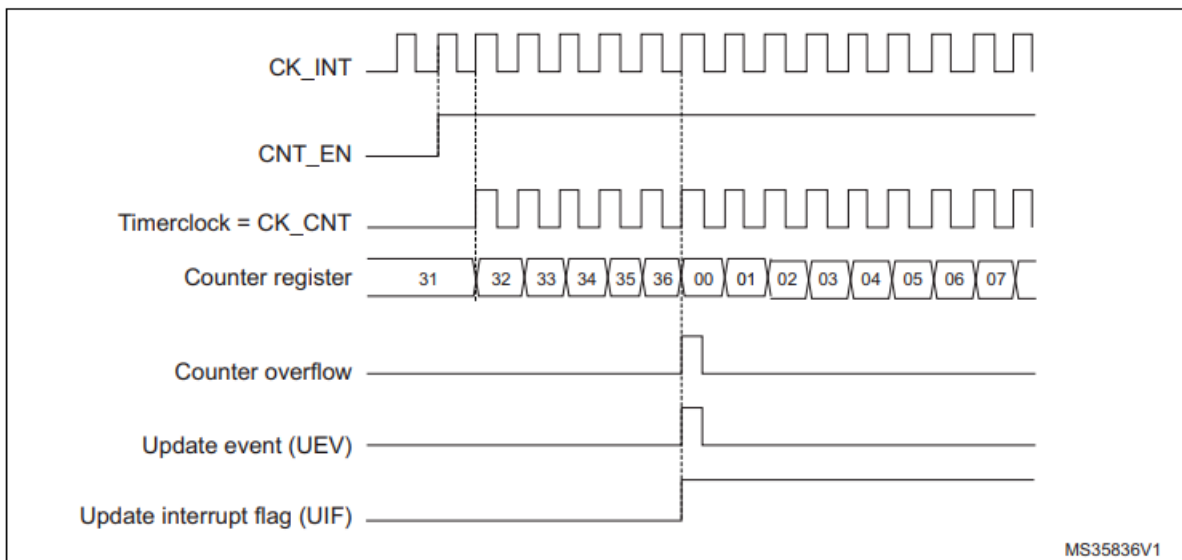 CK_INT
CNT_EN
Timerclock = CK_CNT
Counter register 31 32 33 34 35 36 00 01 02 03 04 05 06 07
Counter overflow
Update event (UEV)
Update interrupt flag (UIF)
MS35836V1